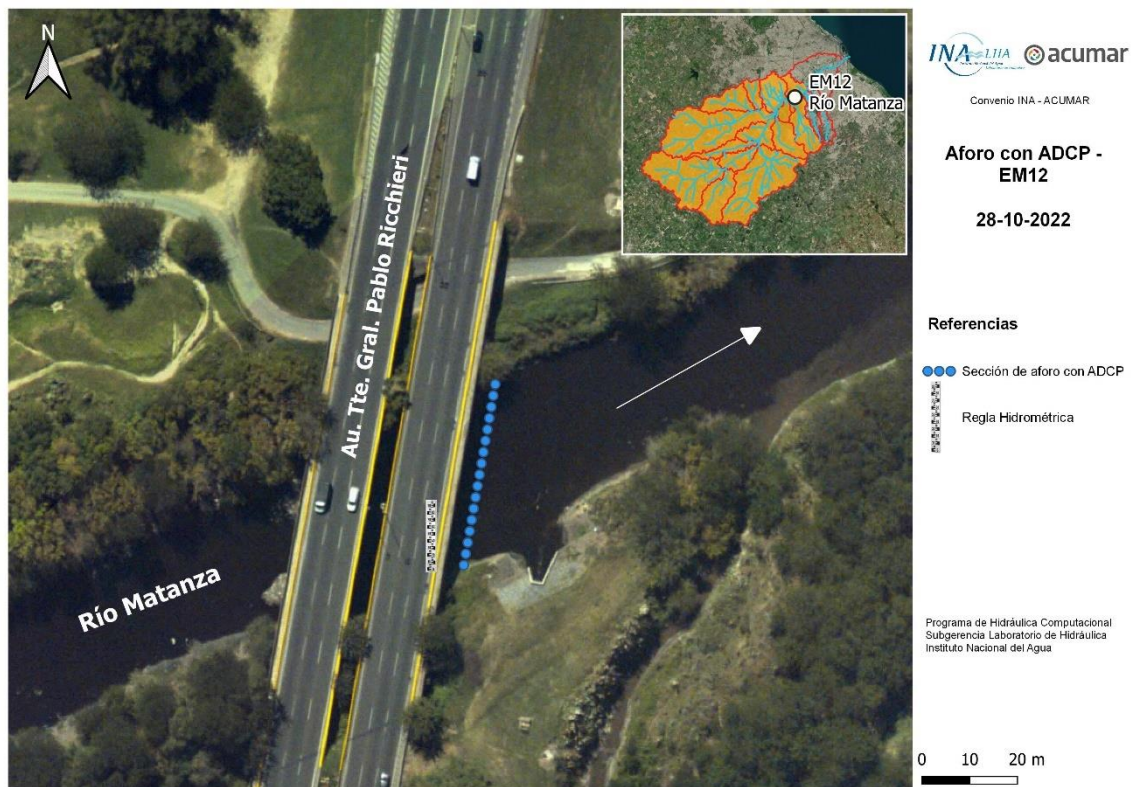 N
Au. Tte. Gral. Pablo Ricchieri
Río Matanza
EM12
Río Matanza
INA LHA
acumar
Convenio INA - ACUMAR
Aforo con ADCP -
EM12
28-10-2022
Referencias
Sección de aforo con ADCP
Regla Hidrométrica
Programa de Hidráulica Computacional
Subgerencia Laboratorio de Hidráulica
Instituto Nacional del Agua
0 10 20 m